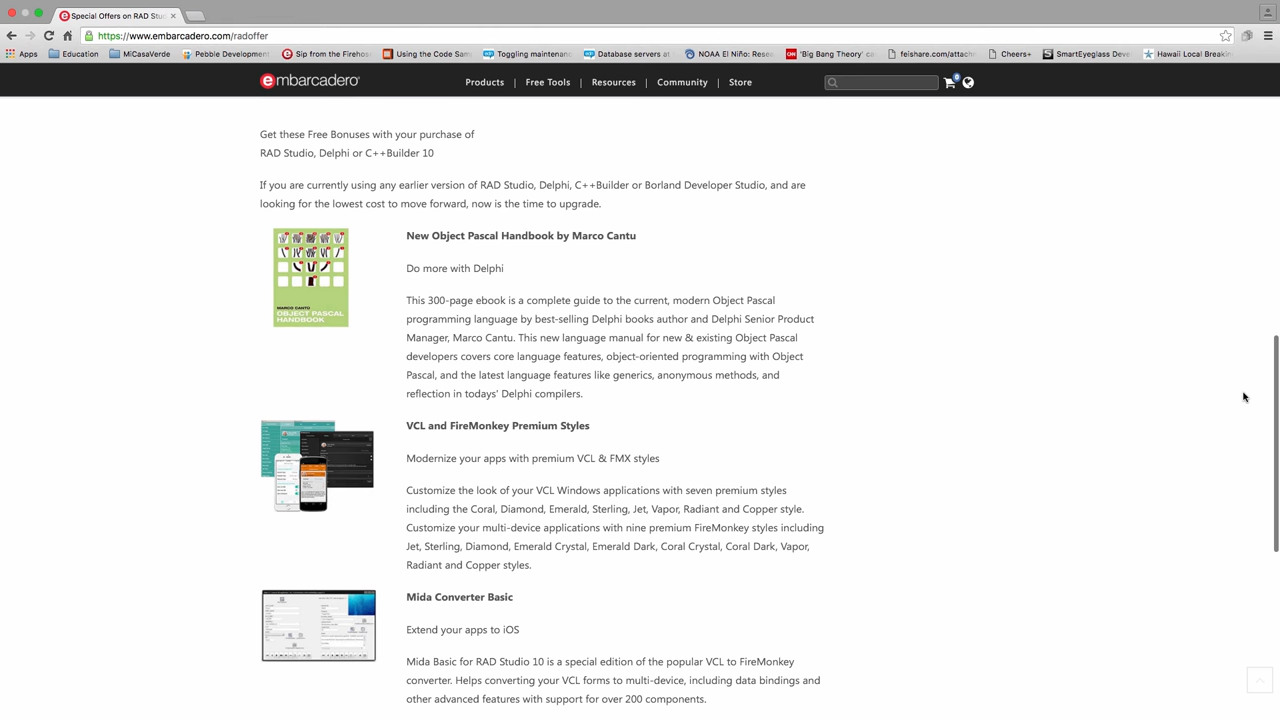 Special Offers on RAD Stu
https://www.embarcadero.com/radoffer
Apps Education MiCasaVerde Pebble Development Sip from the Firehose Using the Code Sam Toggling maintenan Database servers at NOAA El Niño: Rese 'Big Bang Theory' ca feishare.com/attach Cheers+ SmartEyeglass Deve Hawaii Local Breakin
embarcadero Products | Free Tools | Resources | Community | Store 0
Get these Free Bonuses with your purchase of
RAD Studio, Delphi or C++Builder 10
If you are currently using any earlier version of RAD Studio, Delphi, C++Builder or Borland Developer Studio, and are
looking for the lowest cost to move forward, now is the time to upgrade.
MARCO CANTÙ
OBJECT PASCAL
HANDBOOK
New Object Pascal Handbook by Marco Cantu
Do more with Delphi
This 300-page ebook is a complete guide to the current, modern Object Pascal
programming language by best-selling Delphi books author and Delphi Senior Product
Manager, Marco Cantu. This new language manual for new & existing Object Pascal
developers covers core language features, object-oriented programming with Object
Pascal, and the latest language features like generics, anonymous methods, and
reflection in todays' Delphi compilers.
VCL and FireMonkey Premium Styles
Modernize your apps with premium VCL & FMX styles
Customize the look of your VCL Windows applications with seven premium styles
including the Coral, Diamond, Emerald, Sterling, Jet, Vapor, Radiant and Copper style.
Customize your multi-device applications with nine premium FireMonkey styles including
Jet, Sterling, Diamond, Emerald Crystal, Emerald Dark, Coral Crystal, Coral Dark, Vapor,
Radiant and Copper styles.
Mida Converter Basic
Extend your apps to iOS
Mida Basic for RAD Studio 10 is a special edition of the popular VCL to FireMonkey
converter. Helps converting your VCL forms to multi-device, including data bindings and
other advanced features with support for over 200 components.